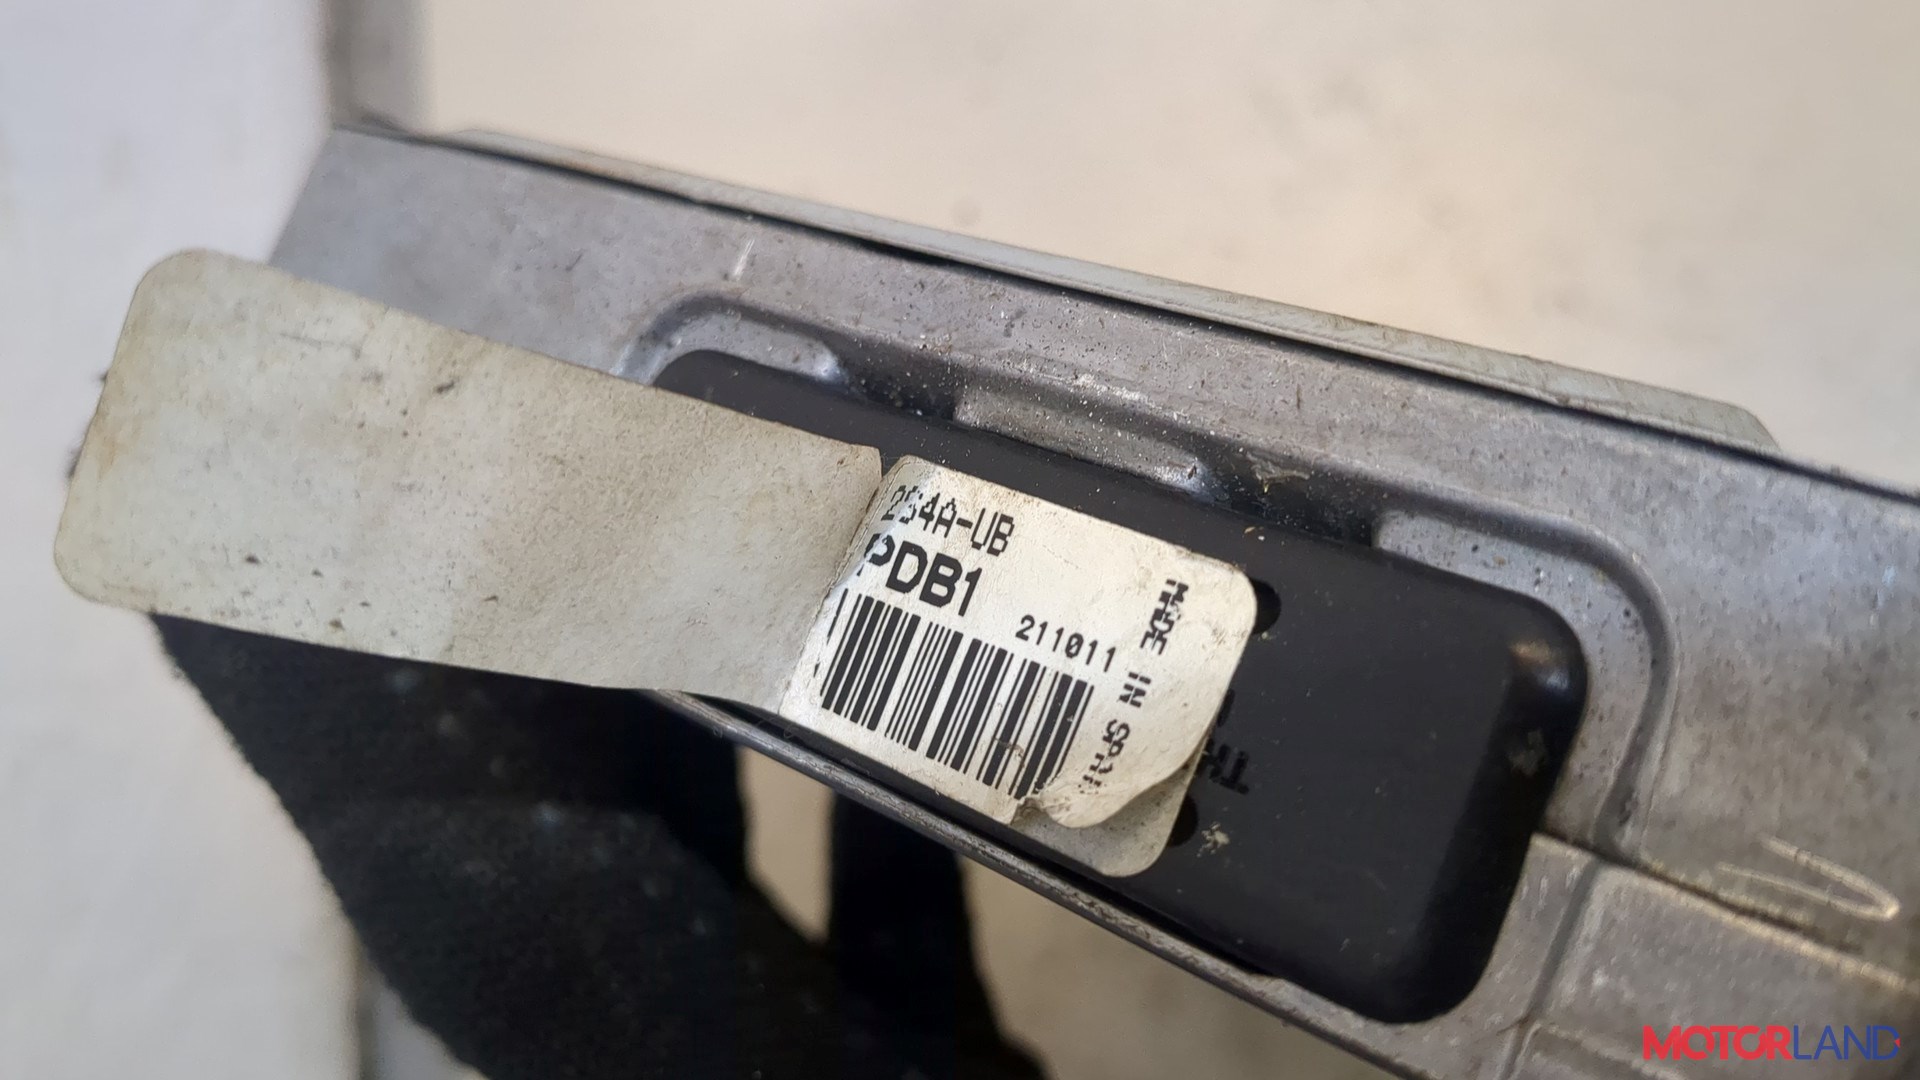 2S4A-UB
PDB1
211011
MADE IN SPAIN
MOTORLAND